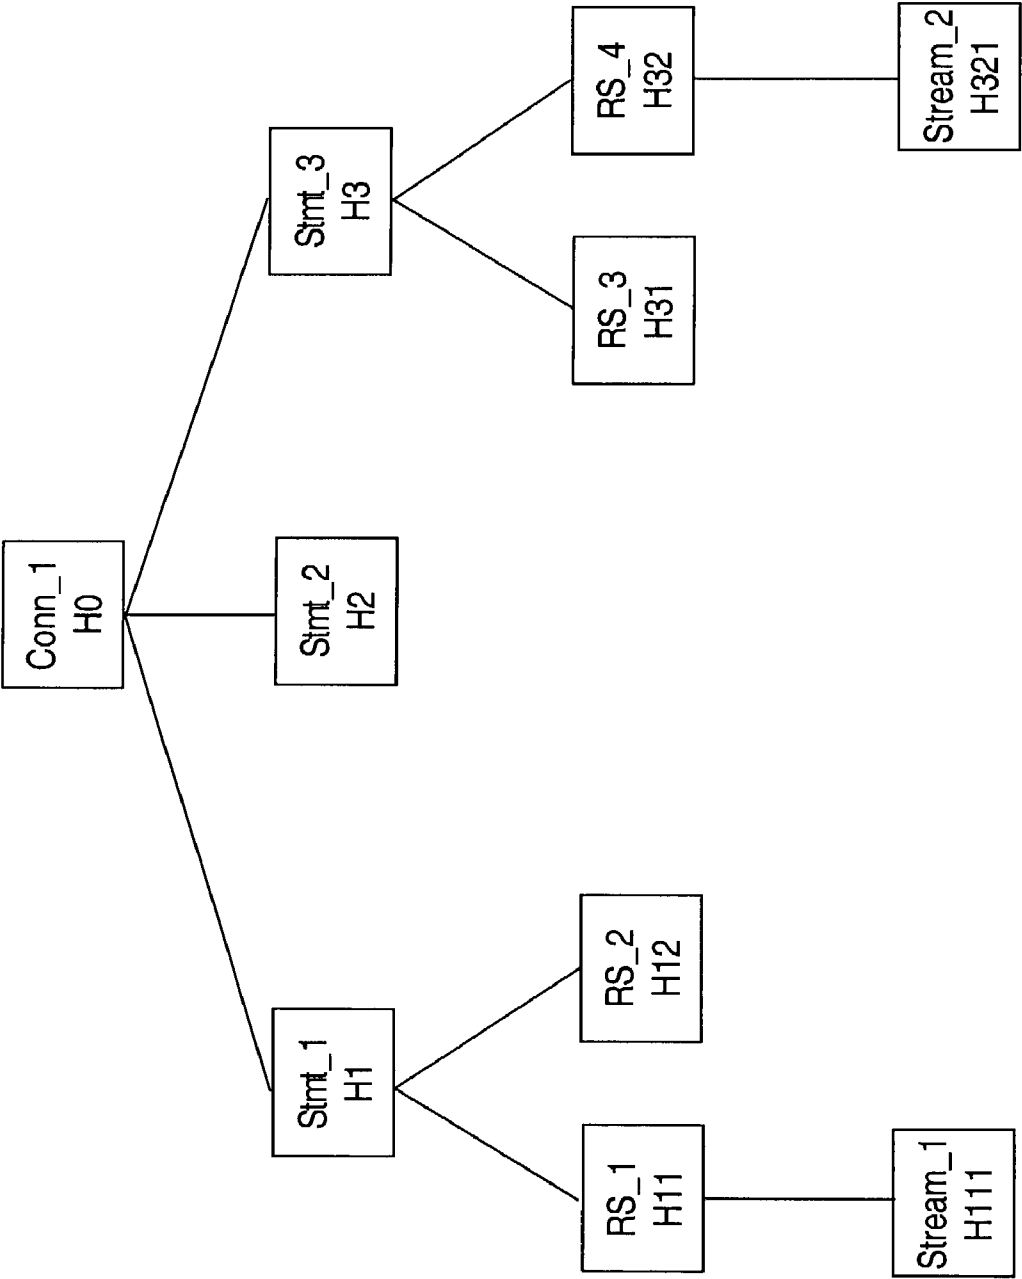 Conn_1
H0
Stmt_1
H1
Stmt_2
H2
Stmt_3
H3
RS_1
H11
RS_2
H12
RS_3
H31
RS_4
H32
Stream_1
H111
Stream_2
H321